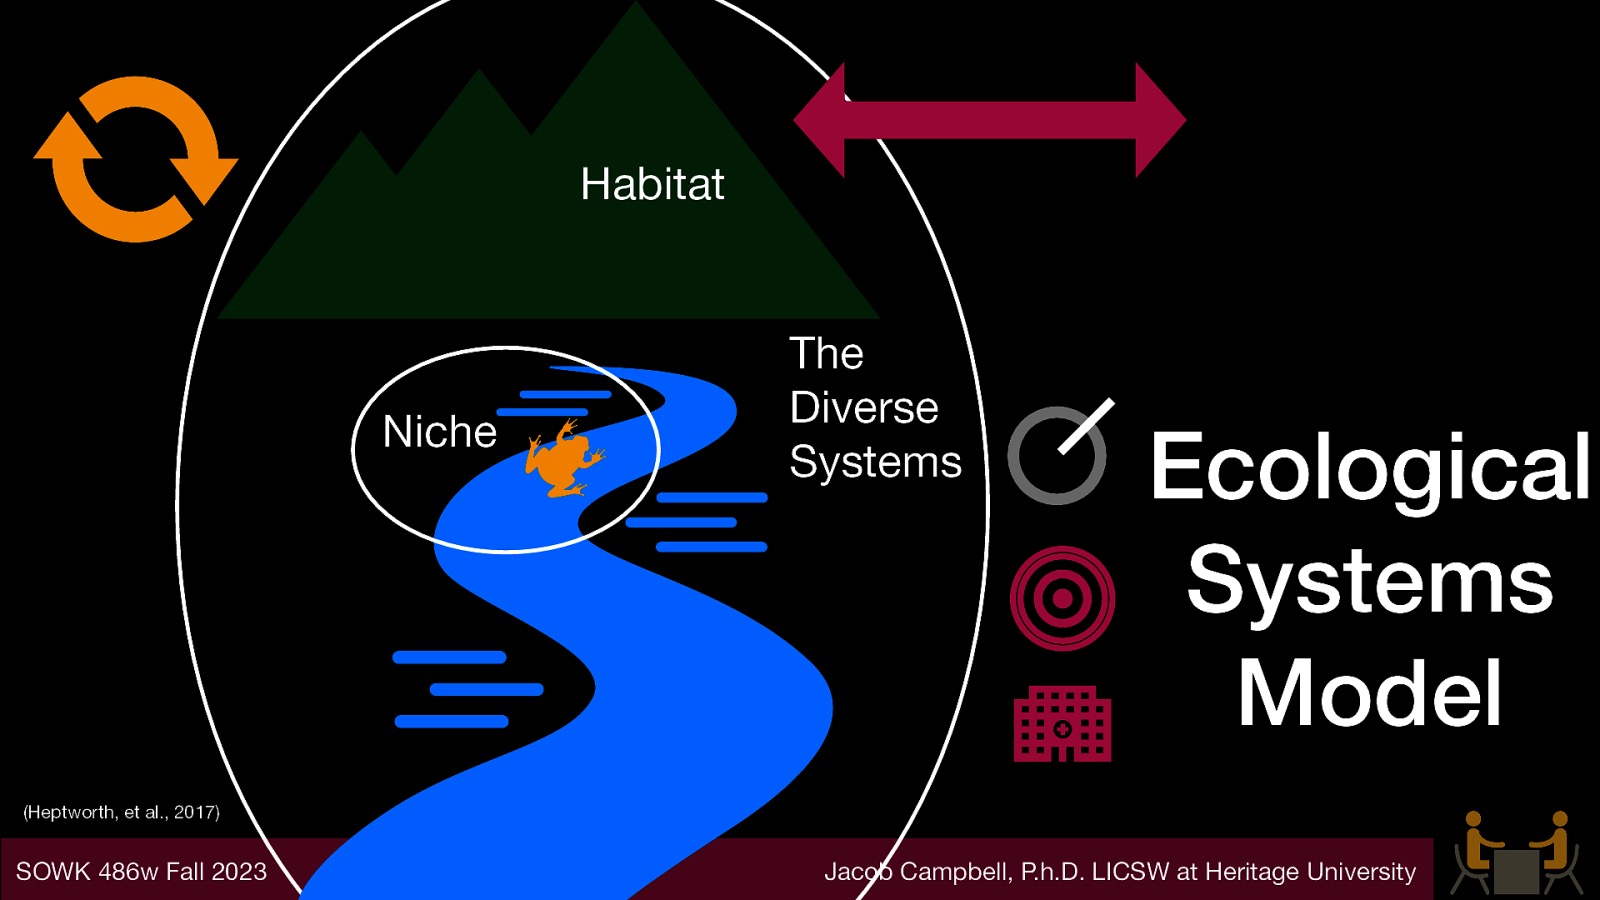 Habitat
The
Diverse
Systems
Niche
Ecological
Systems
Model
(Heptworth, et al., 2017)
SOWK 486w Fall 2023
Jacob Campbell, P.h.D. LICSW at Heritage University